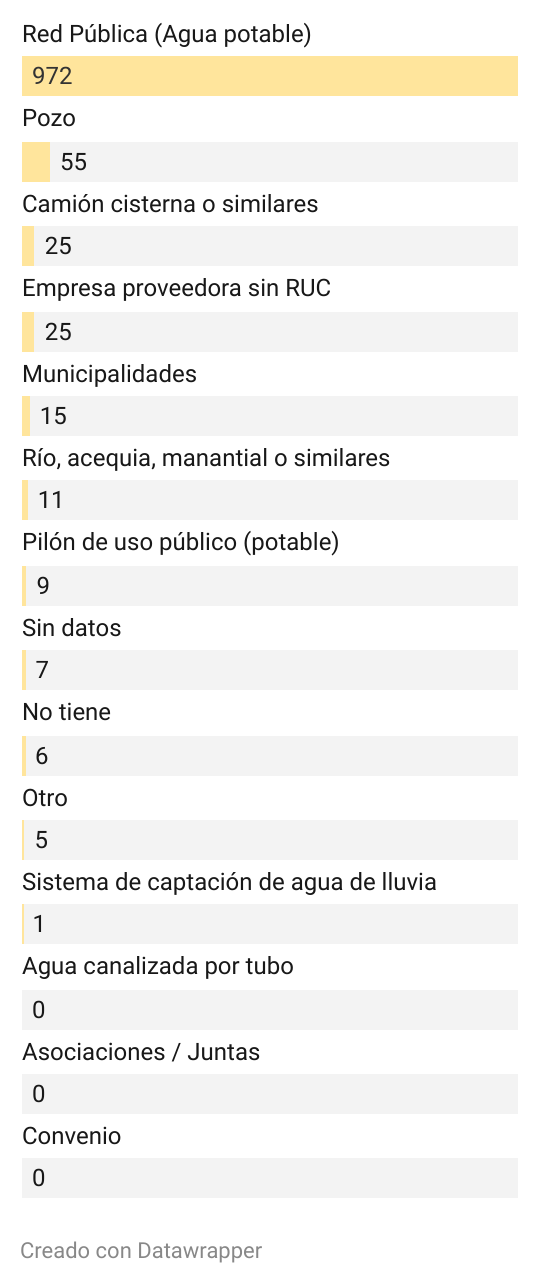 Red Pública (Agua potable)
972
Pozo
55
Camión cisterna o similares
25
Empresa proveedora sin RUC
25
Municipalidades
15
Río, acequia, manantial o similares
11
Pilón de uso público (potable)
9
Sin datos
7
No tiene
6
Otro
5
Sistema de captación de agua de lluvia
1
Agua canalizada por tubo
0
Asociaciones / Juntas
0
Convenio
0
Creado con Datawrapper